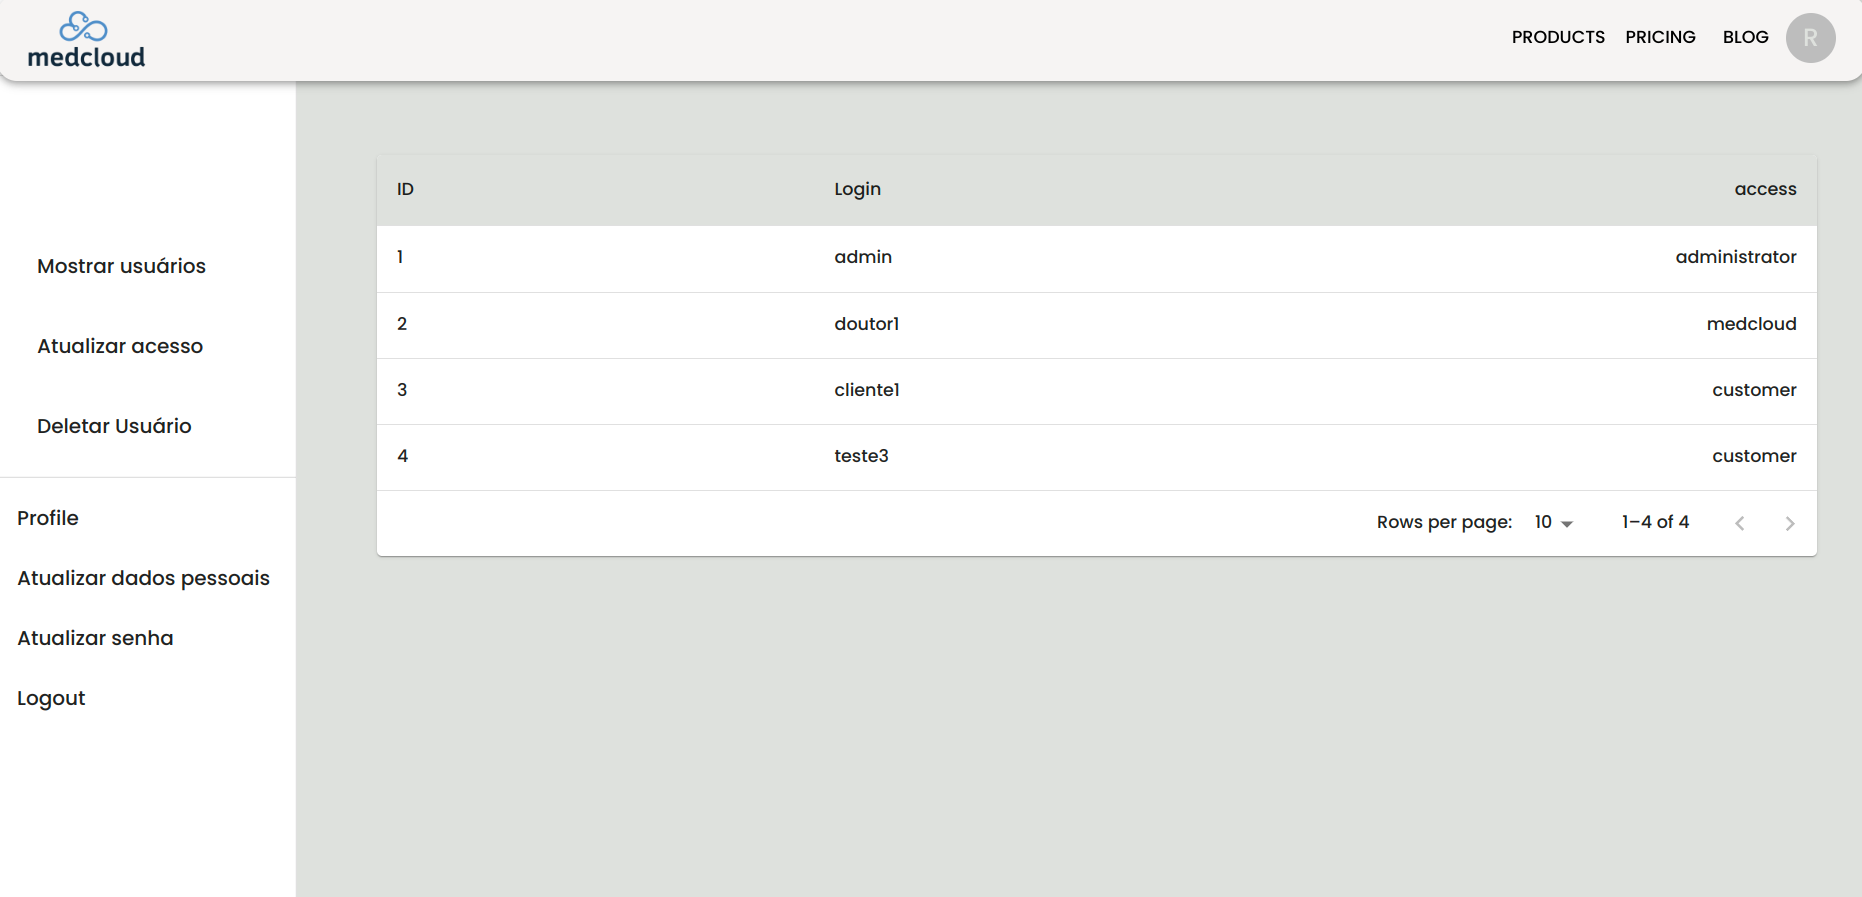 medcloud
PRODUCTS PRICING BLOG R
Mostrar usuários
Atualizar acesso
Deletar Usuário
Profile
Atualizar dados pessoais
Atualizar senha
Logout
ID Login access
1 admin administrator
2 doutor1 medcloud
3 cliente1 customer
4 teste3 customer
Rows per page: 10 1–4 of 4